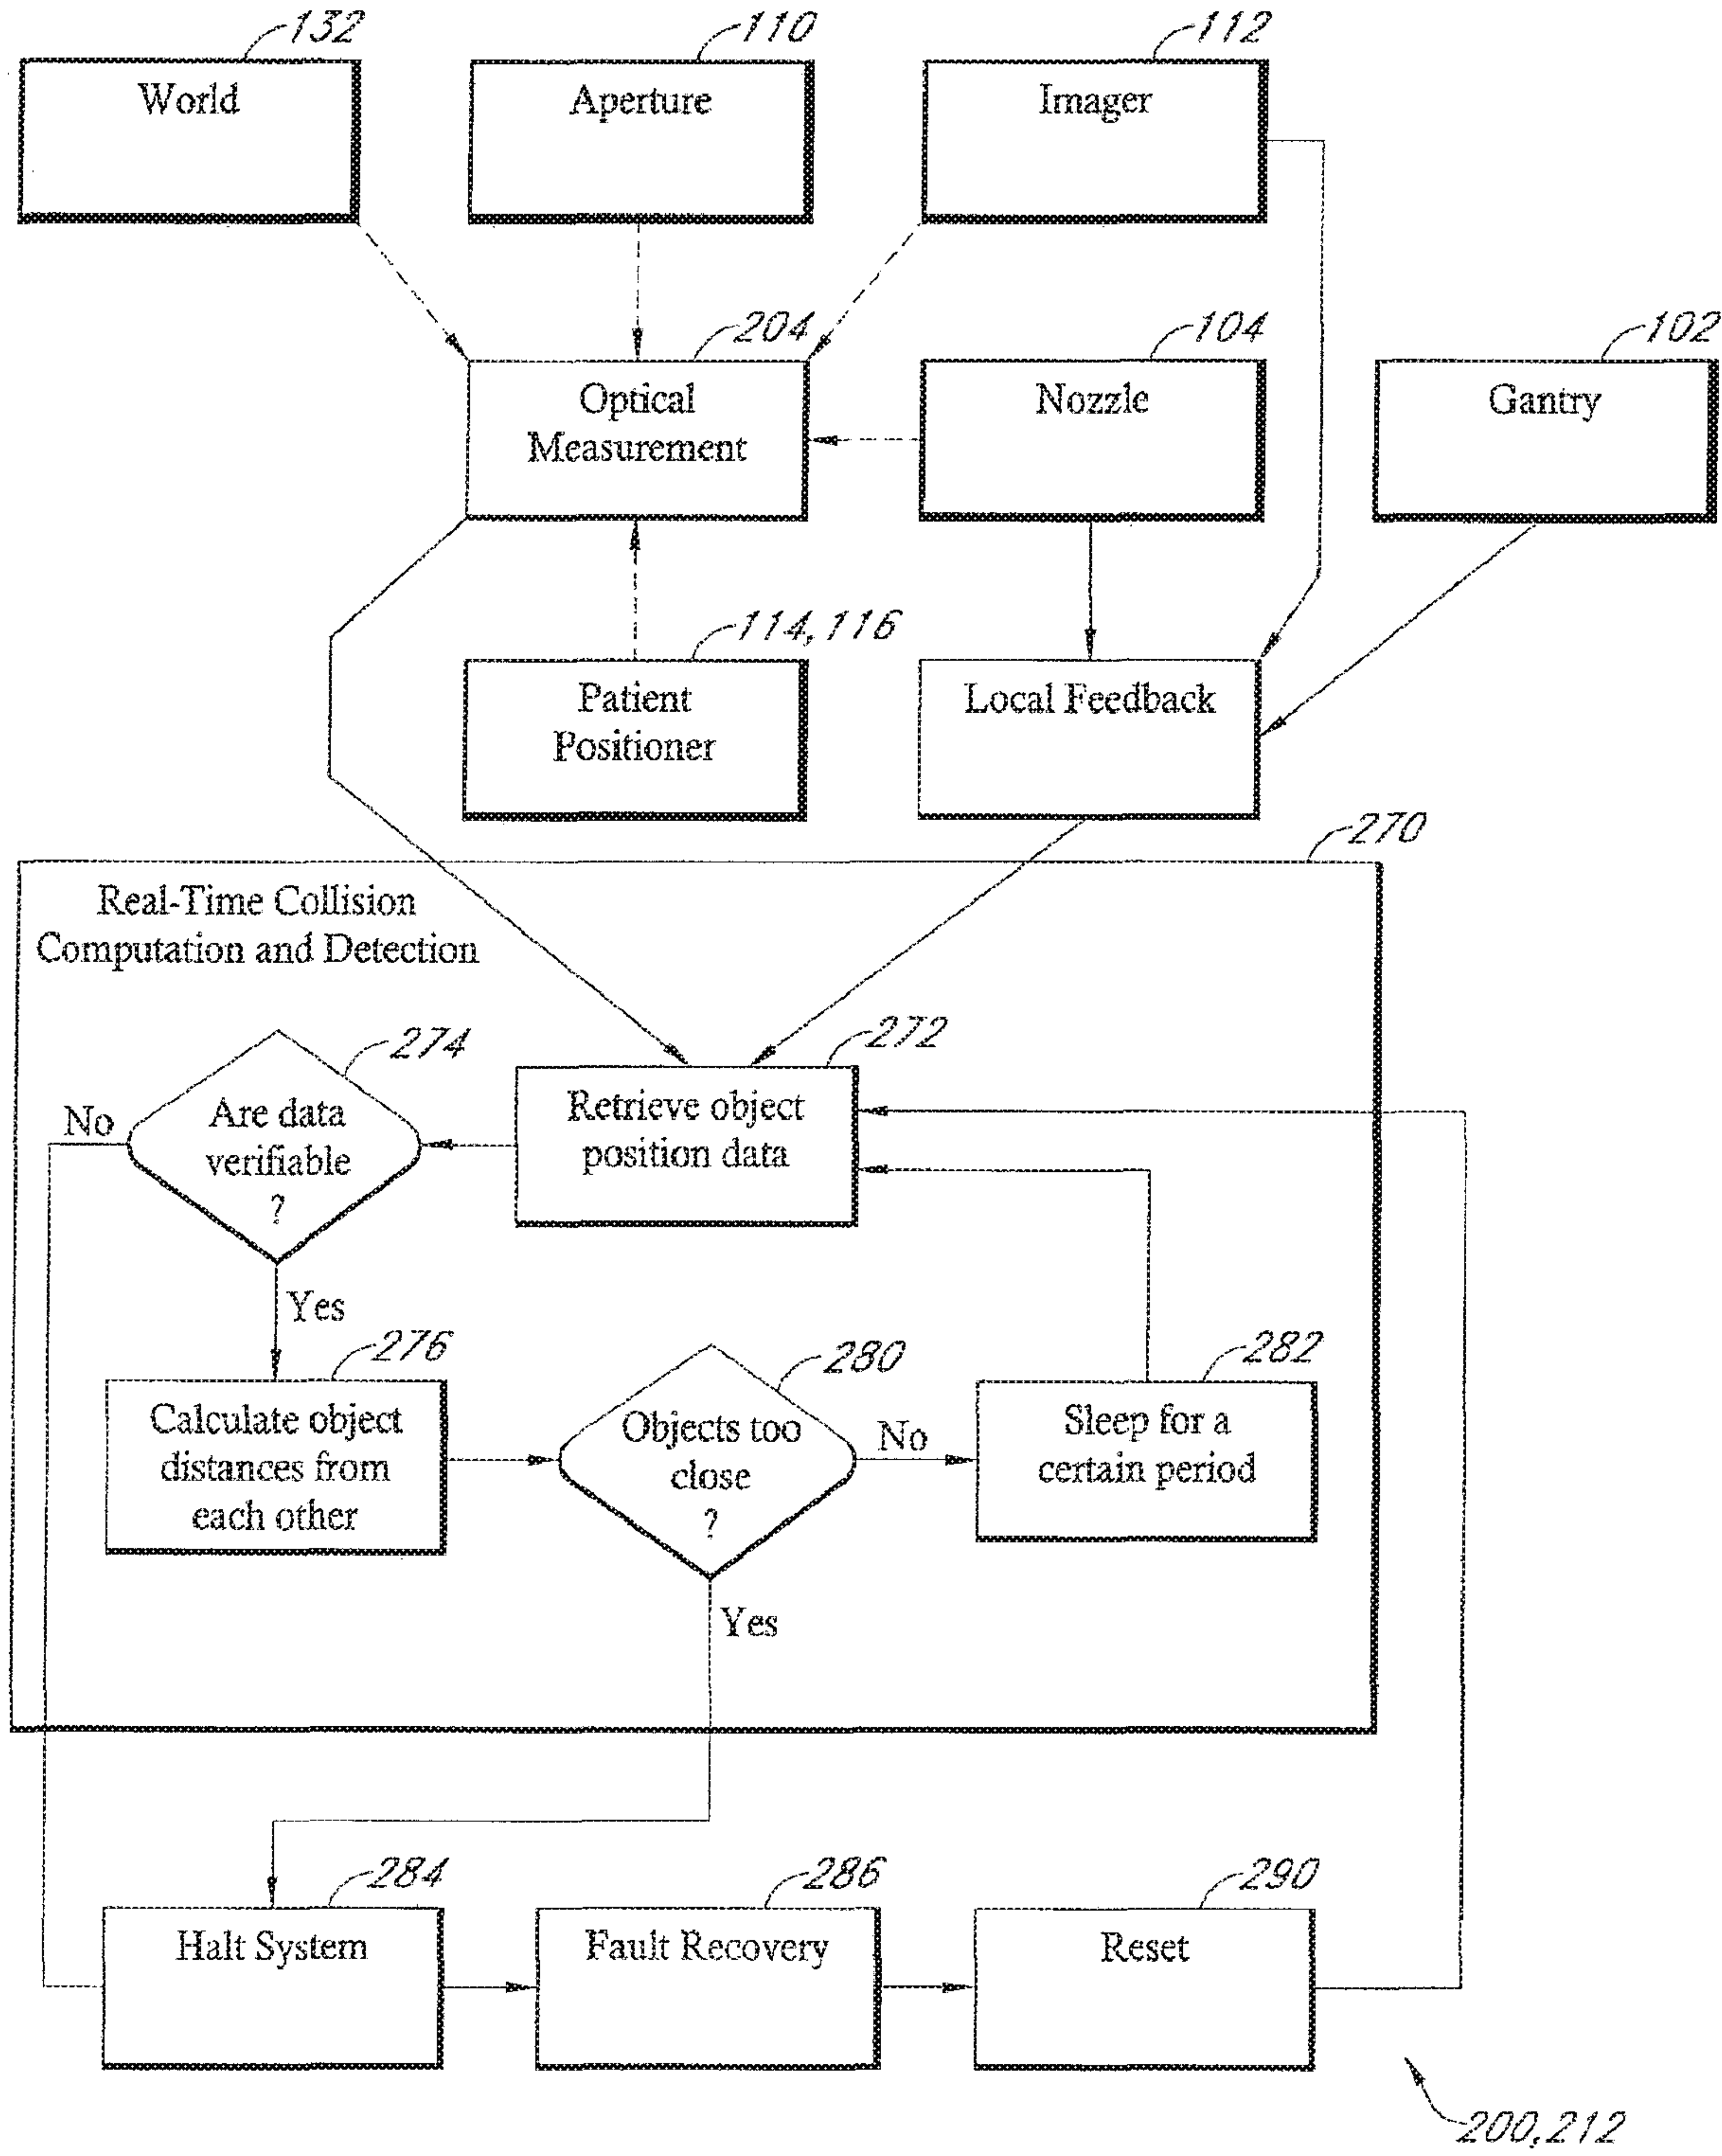 132
110
112
World
Aperture
Imager
204
104
102
Optical
Measurement
Nozzle
Gantry
114, 116
Patient
Positioner
Local Feedback
270
Real-Time Collision
Computation and Detection
274
272
No
Are data
verifiable
?
Retrieve object
position data
Yes
276
280
282
Calculate object
distances from
each other
Objects too
close
?
No
Sleep for a
certain period
Yes
284
286
290
Halt System
Fault Recovery
Reset
200, 212